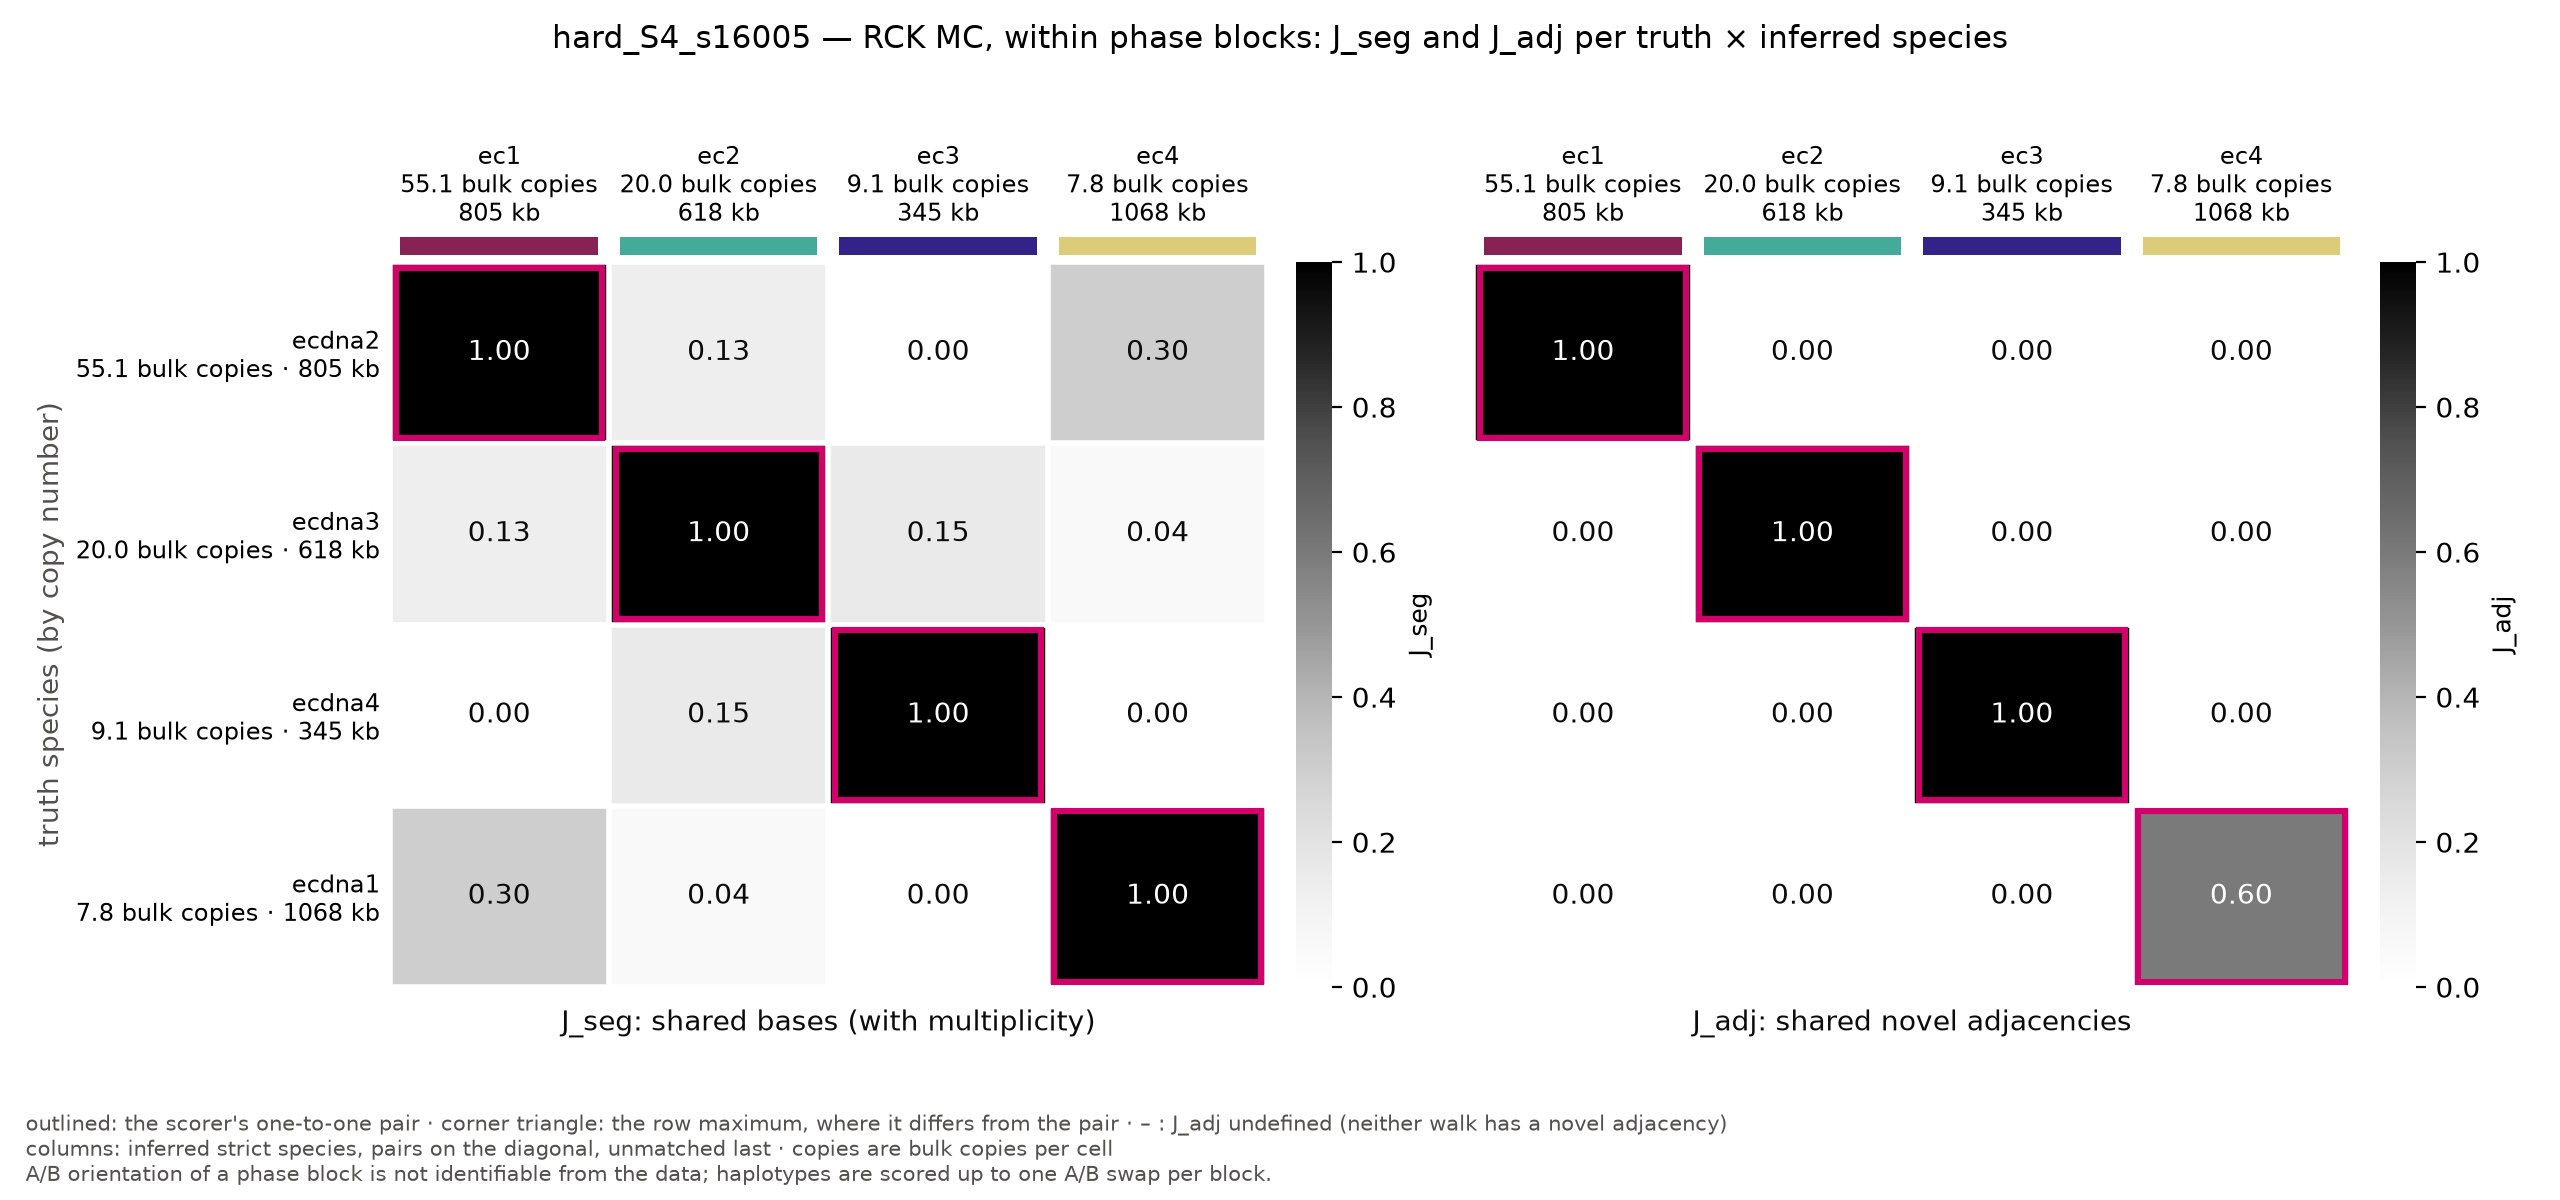 hard_S4_s16005 — RCK MC, within phase blocks: J_seg and J_adj per truth × inferred species
ec1
55.1 bulk copies
805 kb
ec2
20.0 bulk copies
618 kb
ec3
9.1 bulk copies
345 kb
ec4
7.8 bulk copies
1068 kb
truth species (by copy number)
ecdna2
55.1 bulk copies · 805 kb
1.00 0.13 0.00 0.30
ecdna3
20.0 bulk copies · 618 kb
0.13 1.00 0.15 0.04
ecdna4
9.1 bulk copies · 345 kb
0.00 0.15 1.00 0.00
ecdna1
7.8 bulk copies · 1068 kb
0.30 0.04 0.00 1.00
J_seg: shared bases (with multiplicity)
1.0
0.8
0.6
0.4
0.2
0.0
J_seg
ec1
55.1 bulk copies
805 kb
ec2
20.0 bulk copies
618 kb
ec3
9.1 bulk copies
345 kb
ec4
7.8 bulk copies
1068 kb
1.00 0.00 0.00 0.00
0.00 1.00 0.00 0.00
0.00 0.00 1.00 0.00
0.00 0.00 0.00 0.60
J_adj: shared novel adjacencies
1.0
0.8
0.6
0.4
0.2
0.0
J_adj
outlined: the scorer's one-to-one pair · corner triangle: the row maximum, where it differs from the pair · – : J_adj undefined (neither walk has a novel adjacency)
columns: inferred strict species, pairs on the diagonal, unmatched last · copies are bulk copies per cell
A/B orientation of a phase block is not identifiable from the data; haplotypes are scored up to one A/B swap per block.